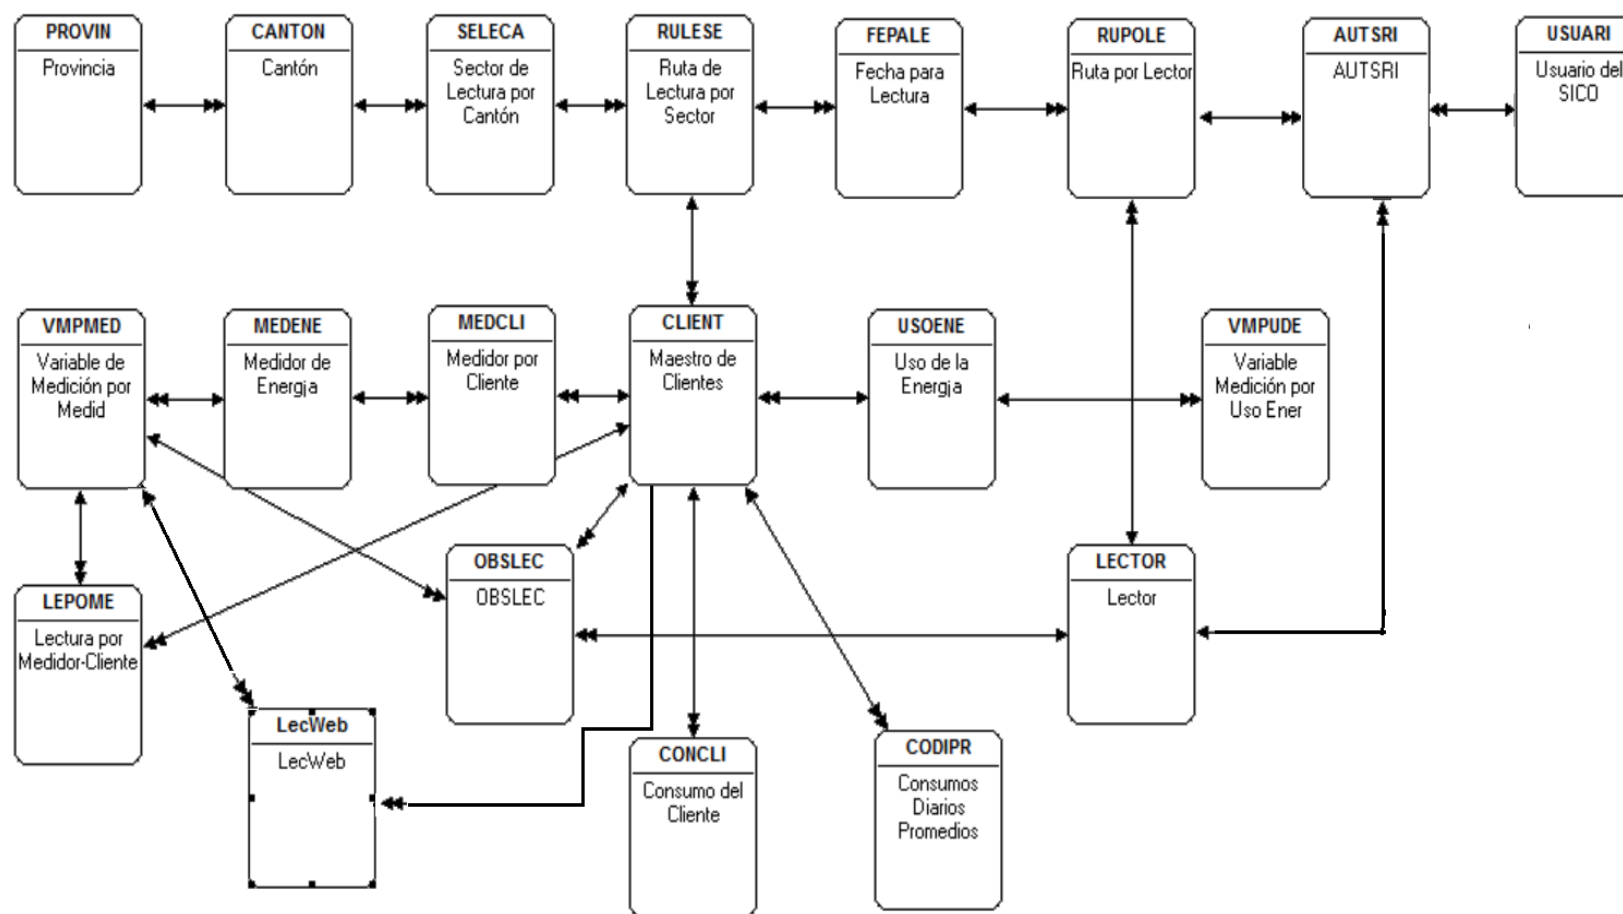 PROVIN
Provincia
CANTON
Cantón
SELECA
Sector de
Lectura por
Cantón
RULESE
Ruta de
Lectura por
Sector
FEPALE
Fecha para
Lectura
RUPOLE
Ruta por Lector
AUTSRI
AUTSRI
USUARI
Usuario del
SICO
VMPMED
Variable de
Medición por
Medid
MEDENE
Medidor de
Energja
MEDCLI
Medidor por
Cliente
CLIENT
Maestro de
Clientes
USOENE
Uso de la
Energja
VMPUDE
Variable
Medición por
Uso Ener
LEPOME
Lectura por
Medidor-Cliente
OBSLEC
OBSLEC
LECTOR
Lector
LecWeb
LecWeb
CONCLI
Consumo del
Cliente
CODIPR
Consumos
Diarios
Promedios